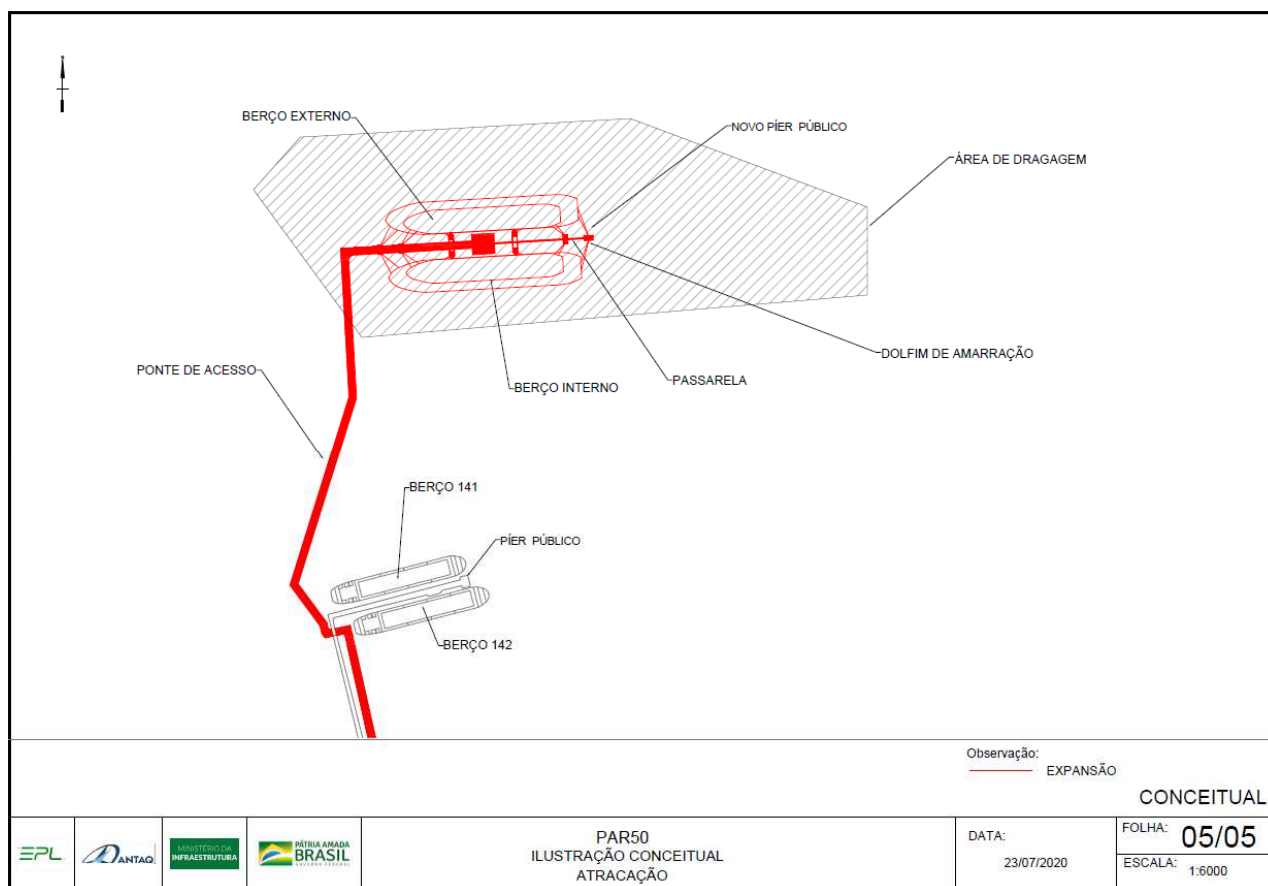 BERÇO EXTERNO
NOVO PÍER PÚBLICO
ÁREA DE DRAGAGEM
DOLFIM DE AMARRAÇÃO
PONTE DE ACESSO
PASSARELA
BERÇO INTERNO
BERÇO 141
PÍER PÚBLICO
BERÇO 142
Observação:
EXPANSÃO
CONCEITUAL
EPL
ANTAQ
MINISTÉRIO DA
INFRAESTRUTURA
PÁTRIA AMADA
BRASIL
GOVERNO FEDERAL
PAR50
ILUSTRAÇÃO CONCEITUAL
ATRACAÇÃO
DATA:
23/07/2020
FOLHA: 05/05
ESCALA: 1:6000